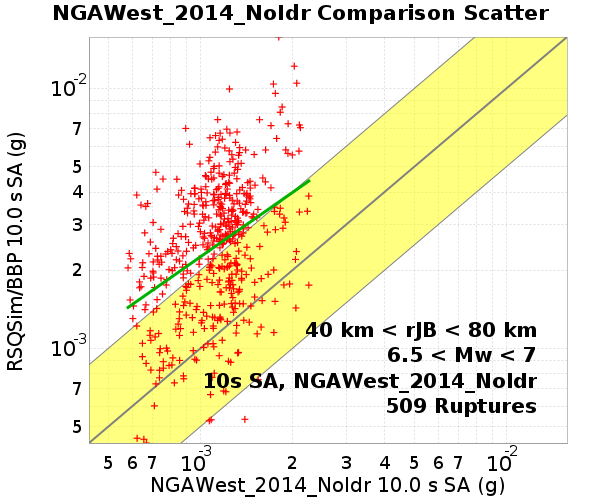 NGAWest_2014_NoIdr Comparison Scatter
RSQSim/BBP 10.0 s SA (g)
10-2
7
5
4
3
2
10-3
7
5
40 km < rJB < 80 km
6.5 < Mw < 7
10s SA, NGAWest_2014_NoIdr
509 Ruptures
5 6 7 10-3 2 3 4 5 6 7 10-2
NGAWest_2014_NoIdr 10.0 s SA (g)